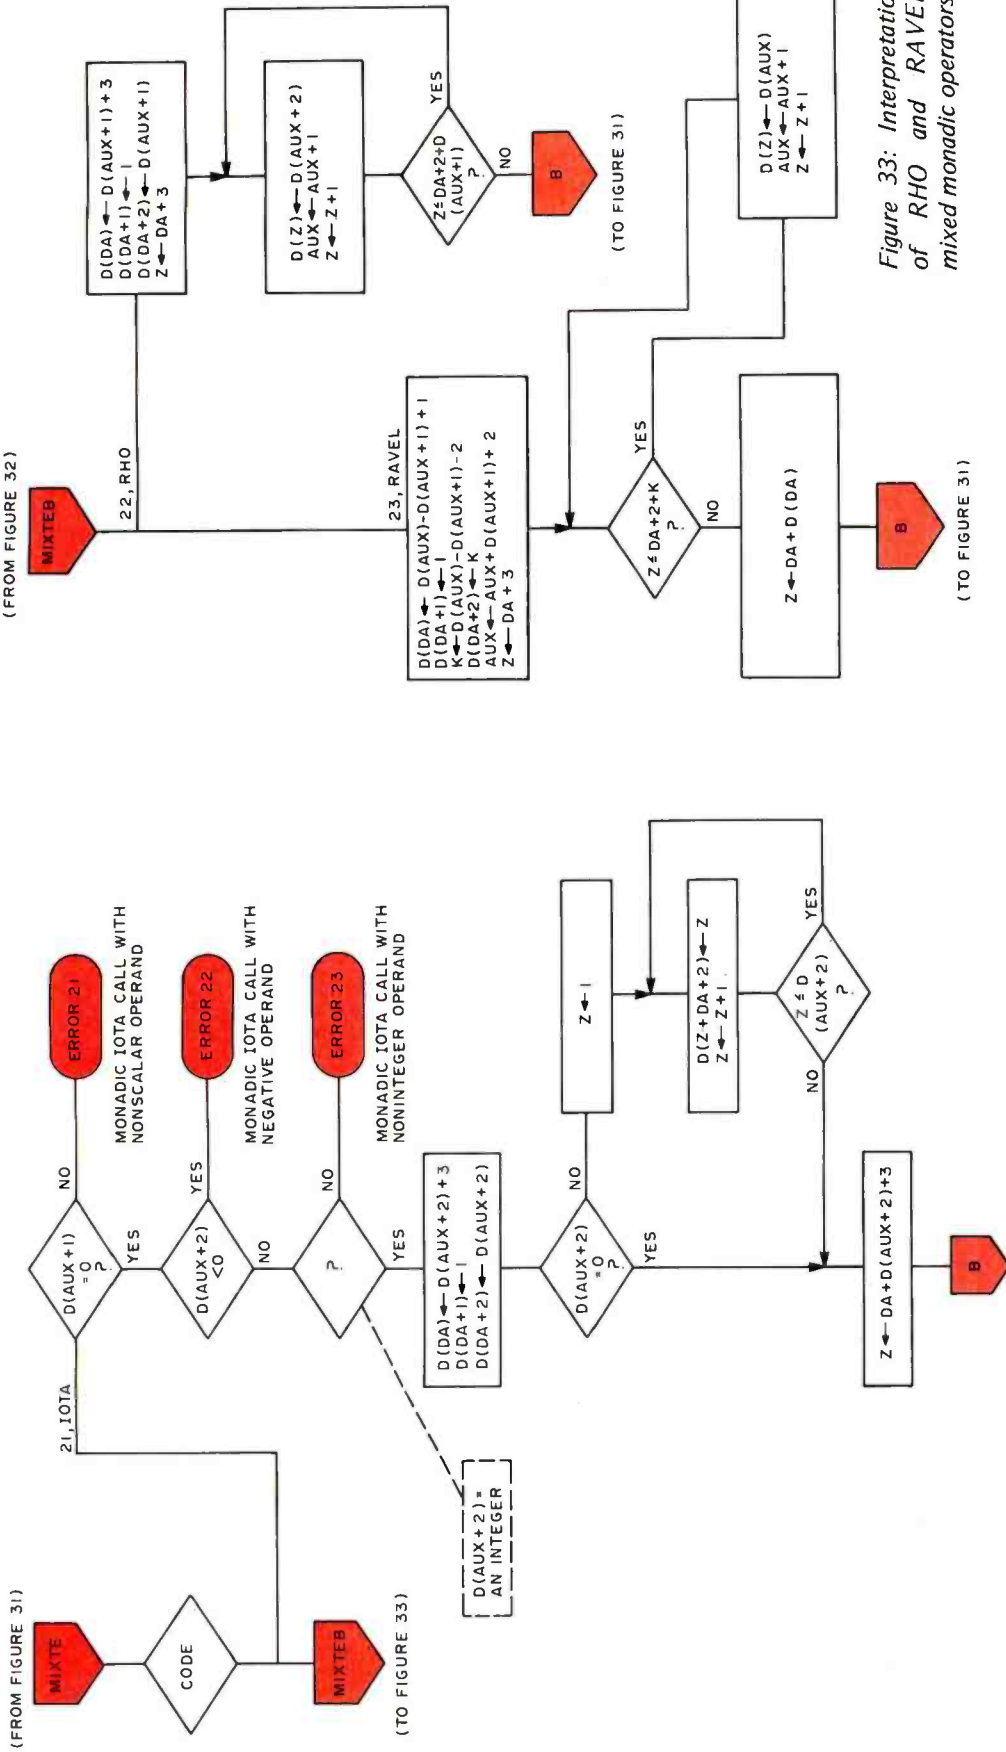 (FROM FIGURE 31)
MIXTE
CODE
MIXTEB
(TO FIGURE 33)
21,IOTA
D(AUX+1)
=0
?
NO
YES
ERROR 21
MONADIC IOTA CALL WITH
NONSCALAR OPERAND
D(AUX+2)
<0
YES
NO
ERROR 22
MONADIC IOTA CALL WITH
NEGATIVE OPERAND
?
NO
YES
ERROR 23
MONADIC IOTA CALL WITH
NONINTEGER OPERAND
D(AUX+2)=
AN INTEGER
D(DA)←D(AUX+2)+3
D(DA+1)←1
D(DA+2)←D(AUX+2)
D(AUX+2)
=0
?
NO
YES
Z←1
D(Z+DA+2)←Z
Z←Z+1
Z≤D
(AUX+2)
?
YES
NO
Z←DA+D(AUX+2)+3
B
(FROM FIGURE 32)
MIXTEB
22,RHO
D(DA)←D(AUX+1)+3
D(DA+1)←1
D(DA+2)←D(AUX+1)
Z←DA+3
D(Z)←D(AUX+2)
AUX←AUX+1
Z←Z+1
Z≤DA+2+D
(AUX+1)
?
YES
NO
B
(TO FIGURE 31)
23,RAVEL
D(DA)←D(AUX)-D(AUX+1)+1
D(DA+1)←1
K←D(AUX)-D(AUX+1)-2
D(DA+2)←K
AUX←AUX+D(AUX+1)+2
Z←DA+3
Z≤DA+2+K
?
YES
NO
D(Z)←D(AUX)
AUX←AUX+1
Z←Z+1
Z←DA+D(DA)
B
(TO FIGURE 31)
Figure 33: Interpretatio
of RHO and RAVE
mixed monadic operators